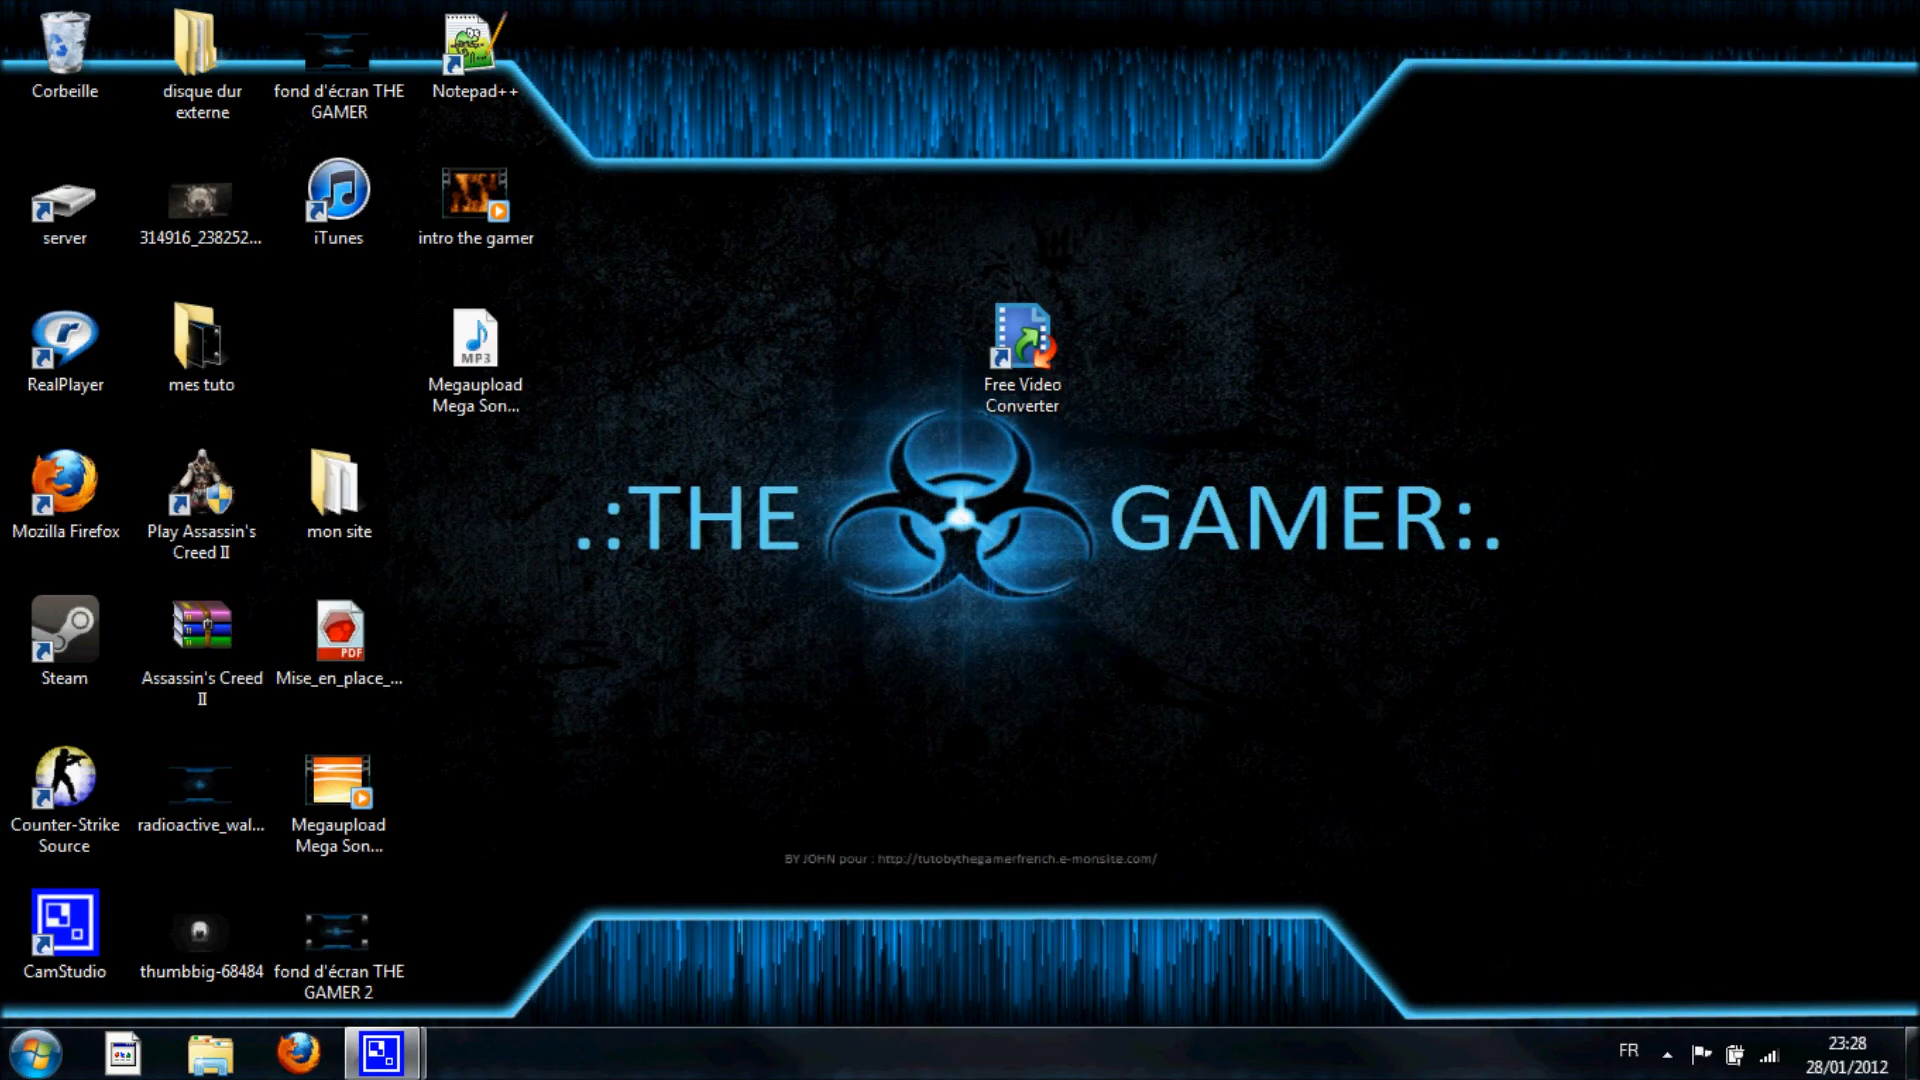 Corbeille
disque dur
externe
fond d'écran THE
GAMER
Notepad++
server
314916_238252...
iTunes
intro the gamer
RealPlayer
mes tuto
MP3
Megaupload
Mega Son...
Free Video
Converter
Mozilla Firefox
Play Assassin's
Creed II
mon site
.:THE GAMER:.
Steam
Assassin's Creed
II
PDF
Mise_en_place_...
Counter-Strike
Source
radioactive_wal...
Megaupload
Mega Son...
BY JOHN pour : http://tutobythegamerfrench.e-monsite.com/
CamStudio
thumbbig-68484
fond d'écran THE
GAMER 2
FR
23:28
28/01/2012